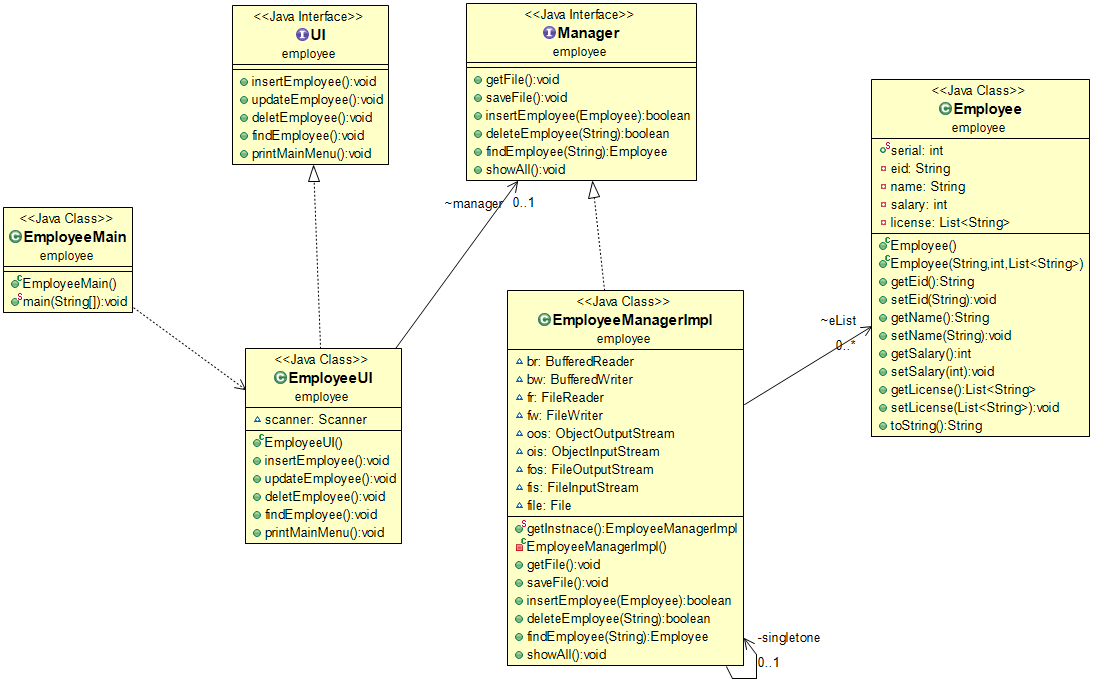 <<Java Interface>>
UI
employee
insertEmployee():void
updateEmployee():void
deletEmployee():void
findEmployee():void
printMainMenu():void
<<Java Interface>>
Manager
employee
getFile():void
saveFile():void
insertEmployee(Employee):boolean
deleteEmployee(String):boolean
findEmployee(String):Employee
showAll():void
<<Java Class>>
Employee
employee
serial: int
eid: String
name: String
salary: int
license: List<String>
Employee()
Employee(String,int,List<String>)
getEid():String
setEid(String):void
getName():String
setName(String):void
getSalary():int
setSalary(int):void
getLicense():List<String>
setLicense(List<String>):void
toString():String
~manager 0..1
<<Java Class>>
EmployeeMain
employee
EmployeeMain()
main(String[]):void
<<Java Class>>
EmployeeUI
employee
scanner: Scanner
EmployeeUI()
insertEmployee():void
updateEmployee():void
deletEmployee():void
findEmployee():void
printMainMenu():void
<<Java Class>>
EmployeeManagerImpl
employee
br: BufferedReader
bw: BufferedWriter
fr: FileReader
fw: FileWriter
oos: ObjectOutputStream
ois: ObjectInputStream
fos: FileOutputStream
fis: FileInputStream
file: File
getInstnace():EmployeeManagerImpl
EmployeeManagerImpl()
getFile():void
saveFile():void
insertEmployee(Employee):boolean
deleteEmployee(String):boolean
findEmployee(String):Employee
showAll():void
~eList
0..*
-singletone
0..1